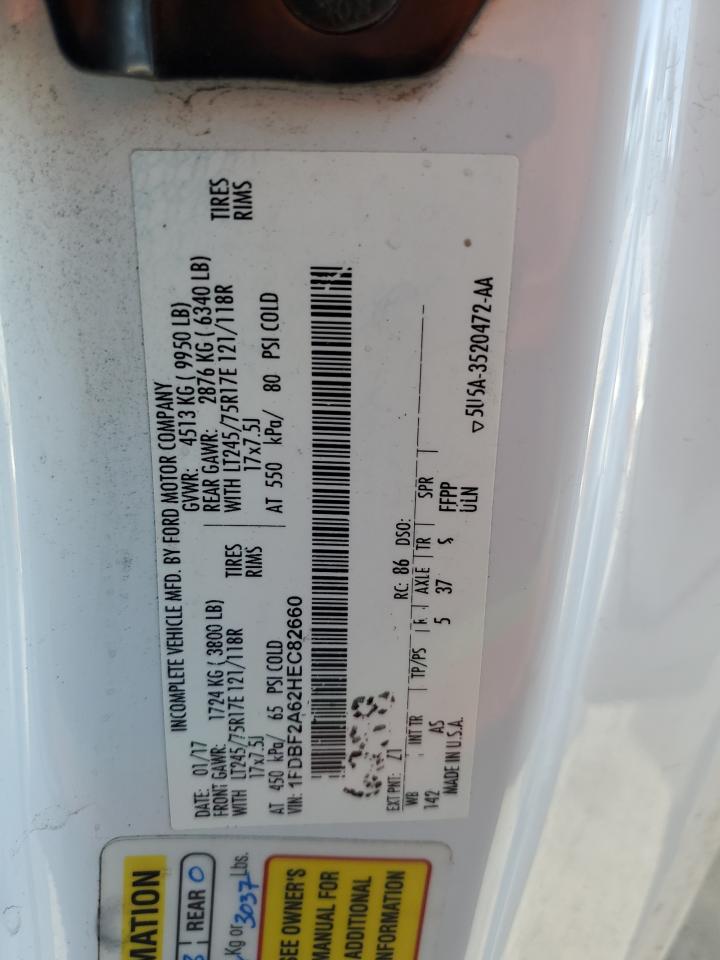 INCOMPLETE VEHICLE MFD. BY FORD MOTOR COMPANY
DATE: 01/17 GVWR: 4513 KG ( 9950 LB)
FRONT GAWR: 1724 KG ( 3800 LB) REAR GAWR: 2876 KG ( 6340 LB)
WITH LT245/75R17E 121/118R TIRES WITH LT245/75R17E 121/118R TIRES
17x7.5J RIMS 17x7.5J RIMS
AT 450 kPa/ 65 PSI COLD AT 550 kPa/ 80 PSI COLD
VIN: 1FDBF2A62HEC82660
EXT PNT: Z1 RC: 86 DSO:
WB INT TR TP/PS R AXLE TR SPR
142 AS 5 37 S FFPP
MADE IN U.S.A. ULN
▽5U5A-3520472-AA
MATION
REAR 0
Kg or 3037 Lbs.
SEE OWNER'S
MANUAL FOR
ADDITIONAL
INFORMATION